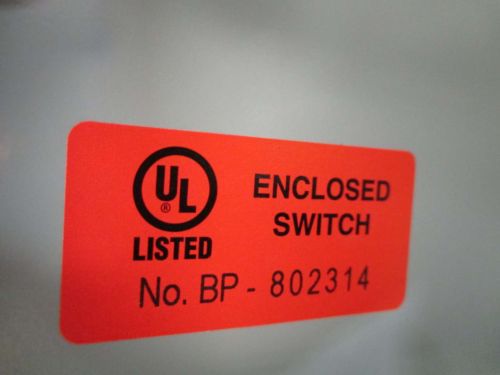 UL
®
LISTED
ENCLOSED
SWITCH
No. BP - 802314